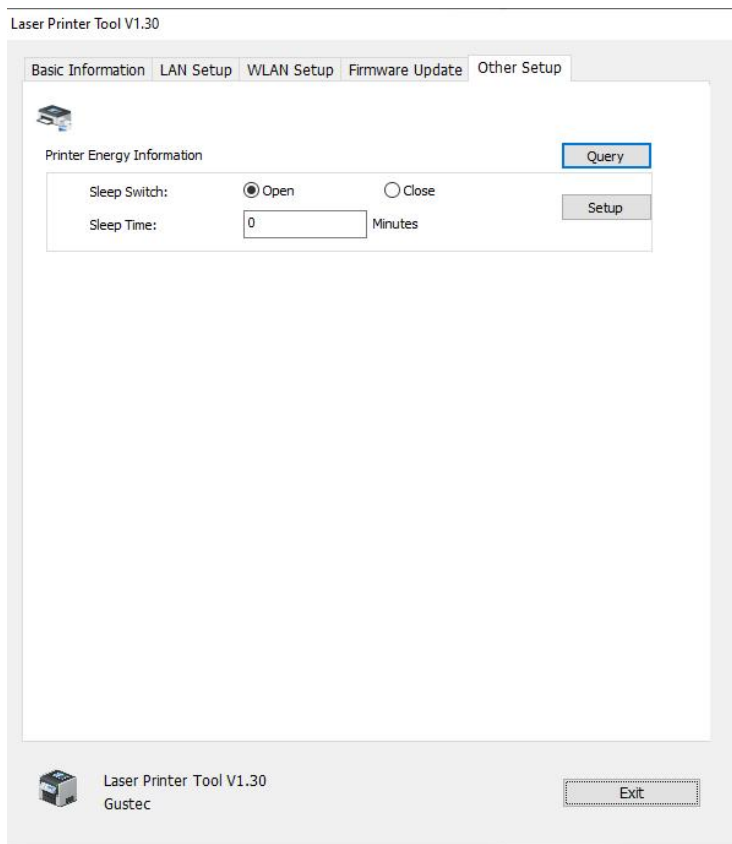 Laser Printer Tool V1.30
Basic Information LAN Setup WLAN Setup Firmware Update Other Setup
Printer Energy Information Query
Sleep Switch: Open Close
Setup
Sleep Time: 0 Minutes
Laser Printer Tool V1.30
Gustec
Exit